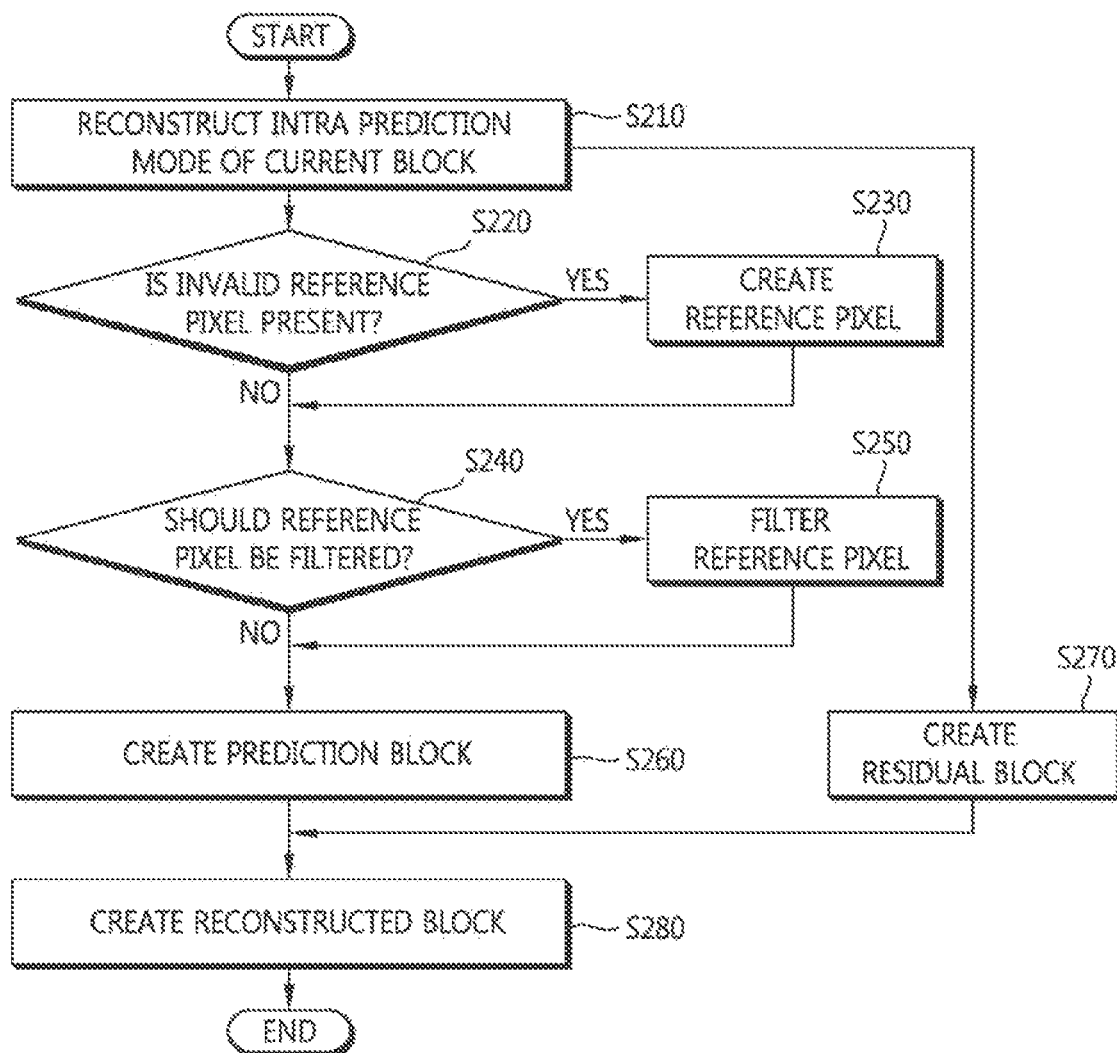 START
RECONSTRUCT INTRA PREDICTION
MODE OF CURRENT BLOCK
S210
S220
IS INVALID REFERENCE
PIXEL PRESENT?
YES
S230
CREATE
REFERENCE PIXEL
NO
S240
SHOULD REFERENCE
PIXEL BE FILTERED?
YES
S250
FILTER
REFERENCE PIXEL
NO
CREATE PREDICTION BLOCK
S260
S270
CREATE
RESIDUAL BLOCK
CREATE RECONSTRUCTED BLOCK
S280
END